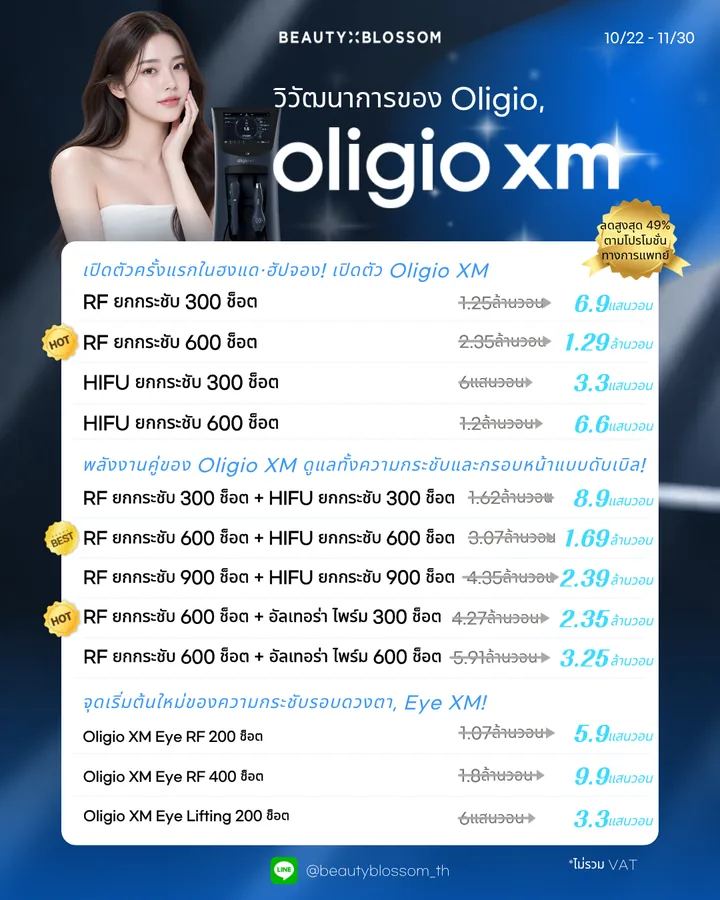 BEAUTY BLOSSOM
10/22 - 11/30
วิวัฒนาการของ Oligio,
oligio xm
ลดสูงสุด 49%
ตามโปรโมชั่น
ทางการแพทย์
เปิดตัวครั้งแรกในฮงแด·ฮัปจอง! เปิดตัว Oligio XM
RF ยกกระชับ 300 ช็อต 1.25ล้านวอน 6.9แสนวอน
HOT RF ยกกระชับ 600 ช็อต 2.35ล้านวอน 1.29ล้านวอน
HIFU ยกกระชับ 300 ช็อต 6แสนวอน 3.3แสนวอน
HIFU ยกกระชับ 600 ช็อต 1.2ล้านวอน 6.6แสนวอน
พลังงานคู่ของ Oligio XM ดูแลทั้งความกระชับและกรอบหน้าแบบดับเบิล!
RF ยกกระชับ 300 ช็อต + HIFU ยกกระชับ 300 ช็อต 1.62ล้านวอน 8.9แสนวอน
BEST RF ยกกระชับ 600 ช็อต + HIFU ยกกระชับ 600 ช็อต 3.07ล้านวอน 1.69ล้านวอน
RF ยกกระชับ 900 ช็อต + HIFU ยกกระชับ 900 ช็อต 4.35ล้านวอน 2.39ล้านวอน
HOT RF ยกกระชับ 600 ช็อต + อัลเทอร่า ไพร์ม 300 ช็อต 4.27ล้านวอน 2.35ล้านวอน
RF ยกกระชับ 600 ช็อต + อัลเทอร่า ไพร์ม 600 ช็อต 5.91ล้านวอน 3.25ล้านวอน
จุดเริ่มต้นใหม่ของความกระชับรอบดวงตา, Eye XM!
Oligio XM Eye RF 200 ช็อต 1.07ล้านวอน 5.9แสนวอน
Oligio XM Eye RF 400 ช็อต 1.8ล้านวอน 9.9แสนวอน
Oligio XM Eye Lifting 200 ช็อต 6แสนวอน 3.3แสนวอน
LINE @beautyblossom_th
*ไม่รวม VAT